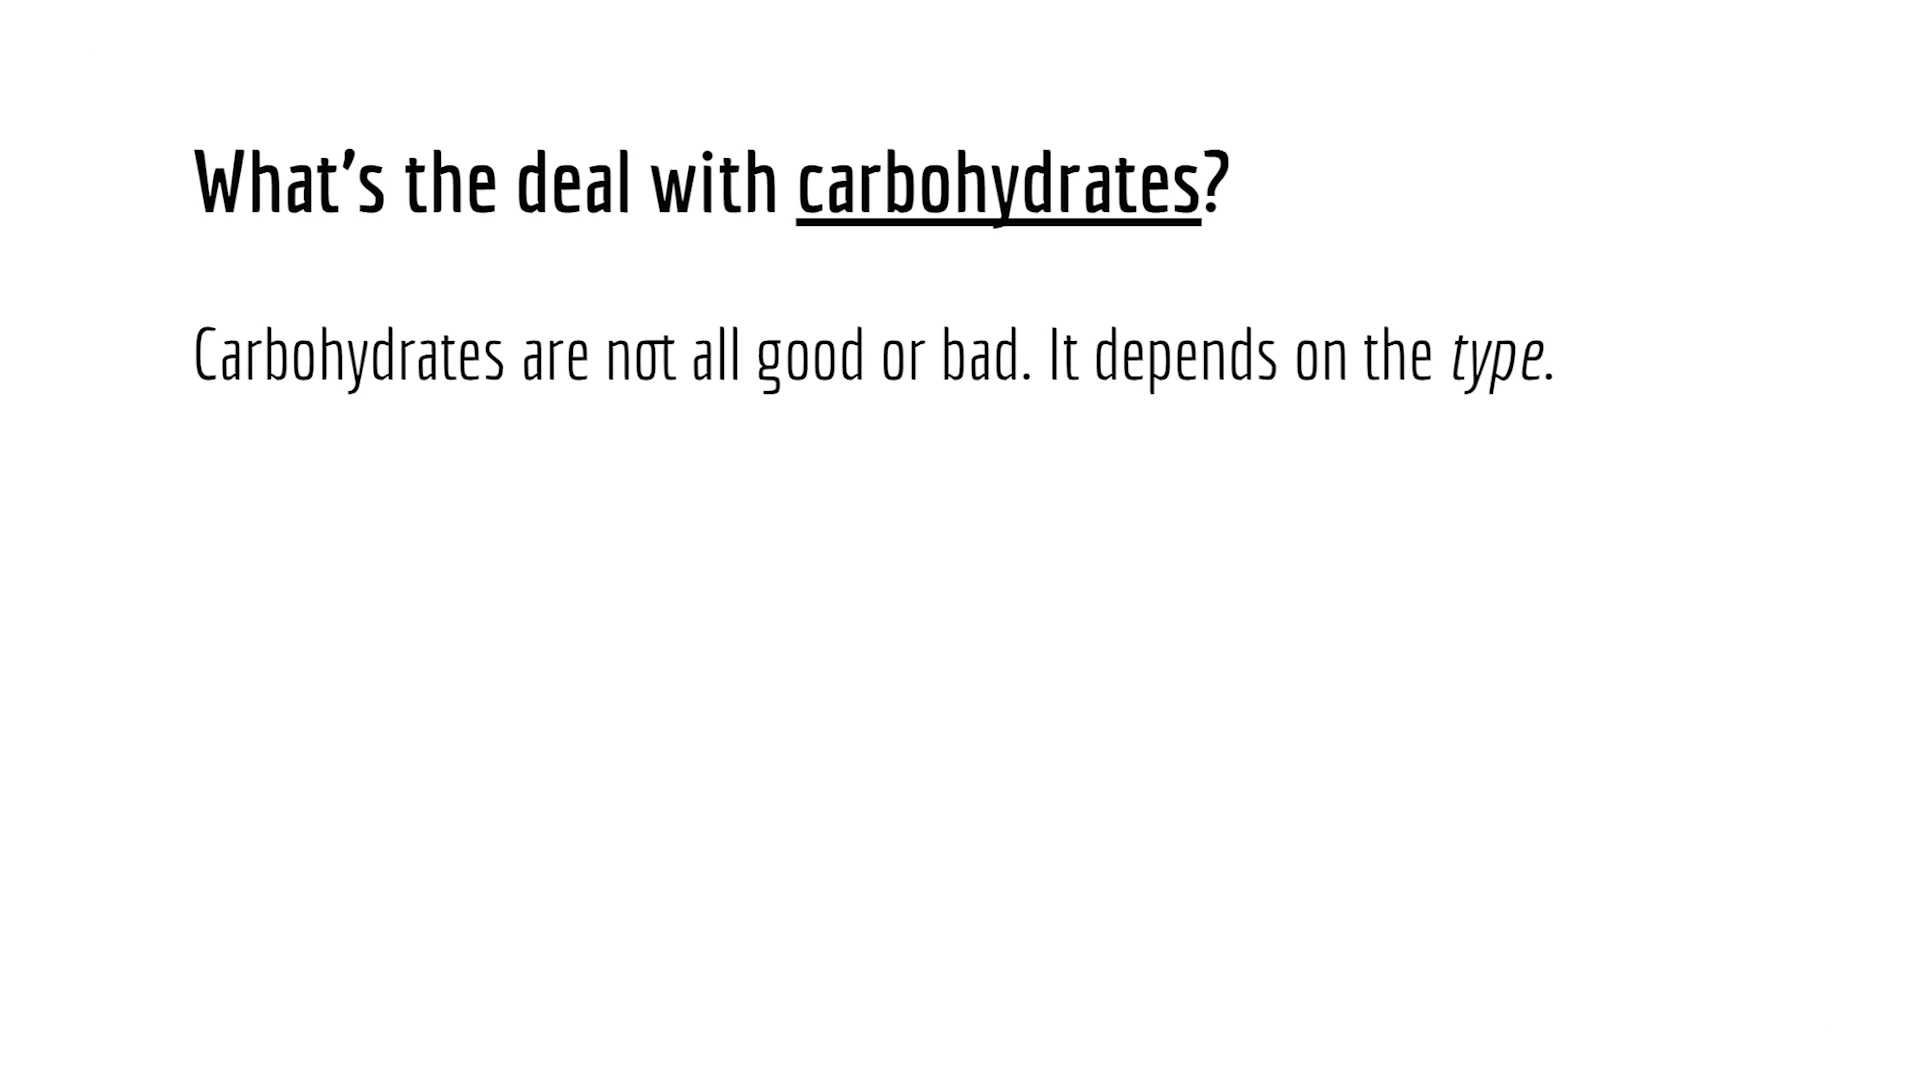 What’s the deal with carbohydrates?
Carbohydrates are not all good or bad. It depends on the type.